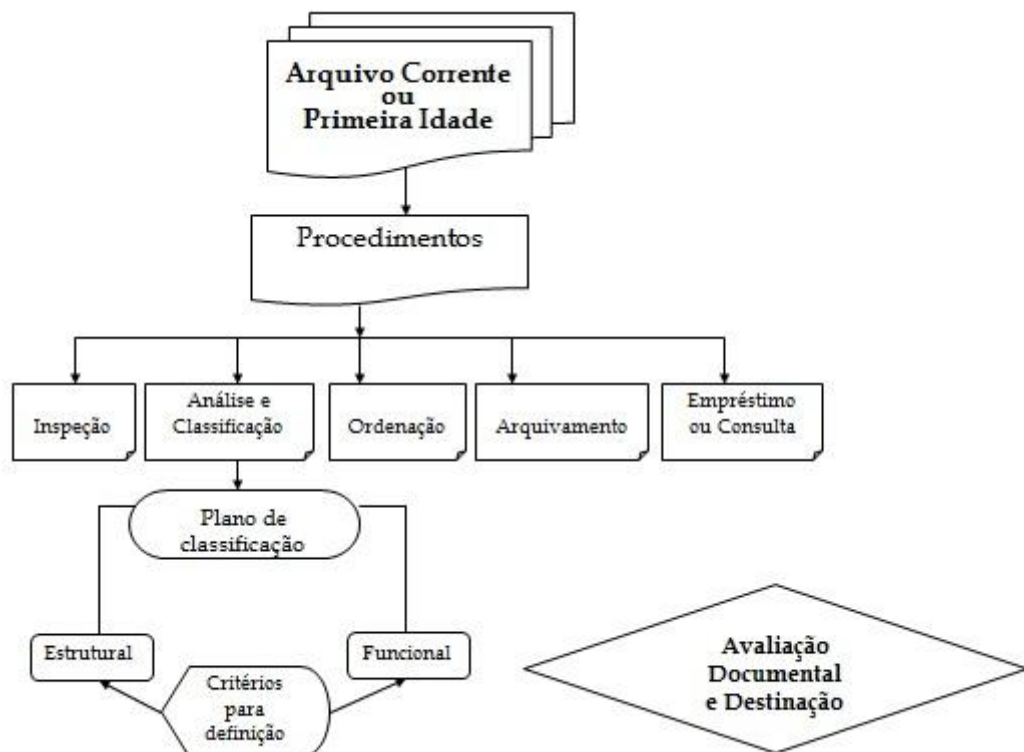 Arquivo Corrente
ou
Primeira Idade
Procedimentos
Inspeção
Análise e
Classificação
Ordenação
Arquivamento
Empréstimo
ou Consulta
Plano de
classificação
Estrutural
Funcional
Critérios
para
definição
Avaliação
Documental
e Destinação